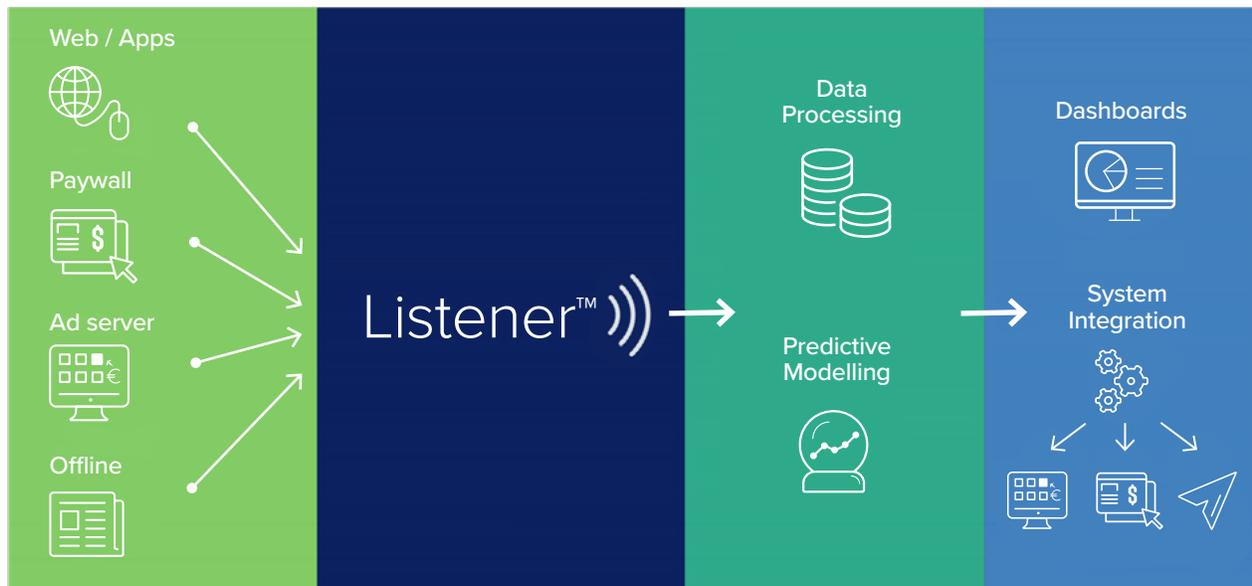 Web / Apps
Paywall
$
Ad server
€
Offline
Listener™
Data
Processing
Predictive
Modelling
Dashboards
System
Integration
€
$